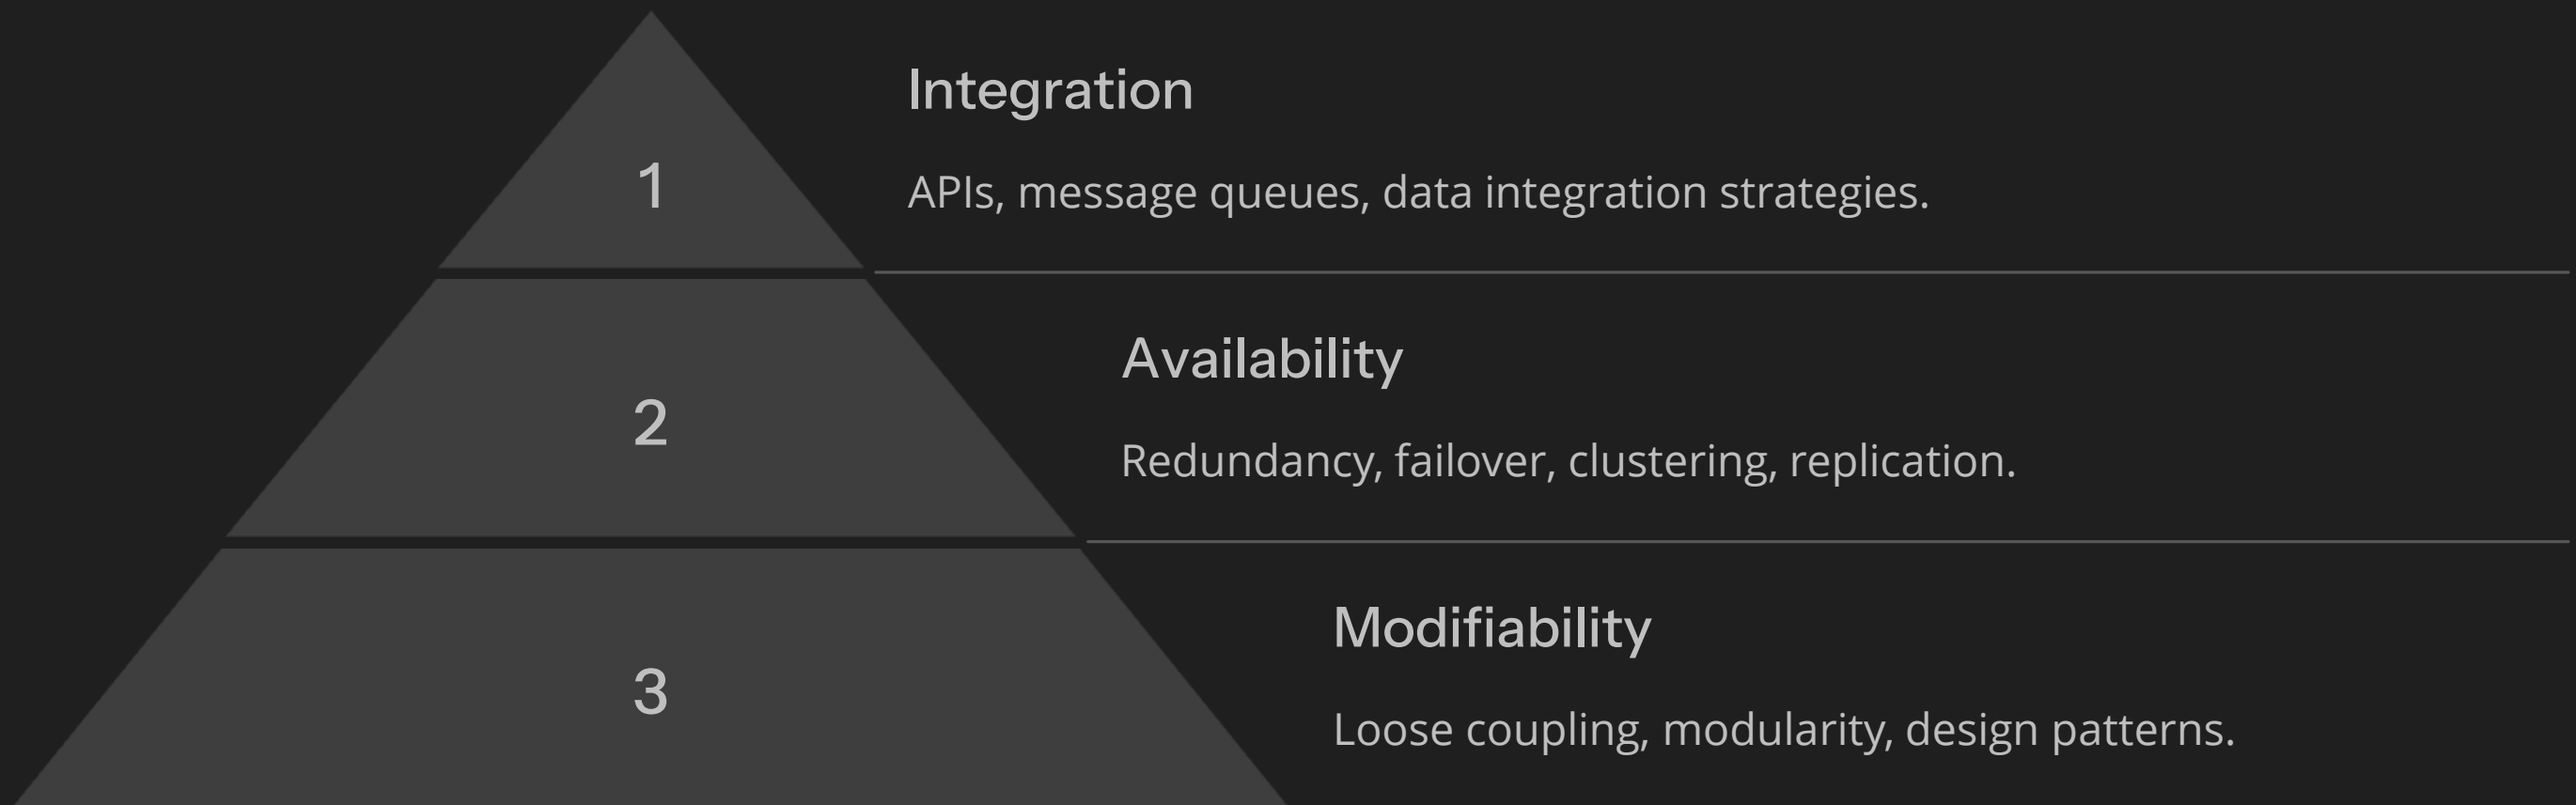 1
Integration
APIs, message queues, data integration strategies.
2
Availability
Redundancy, failover, clustering, replication.
3
Modifiability
Loose coupling, modularity, design patterns.